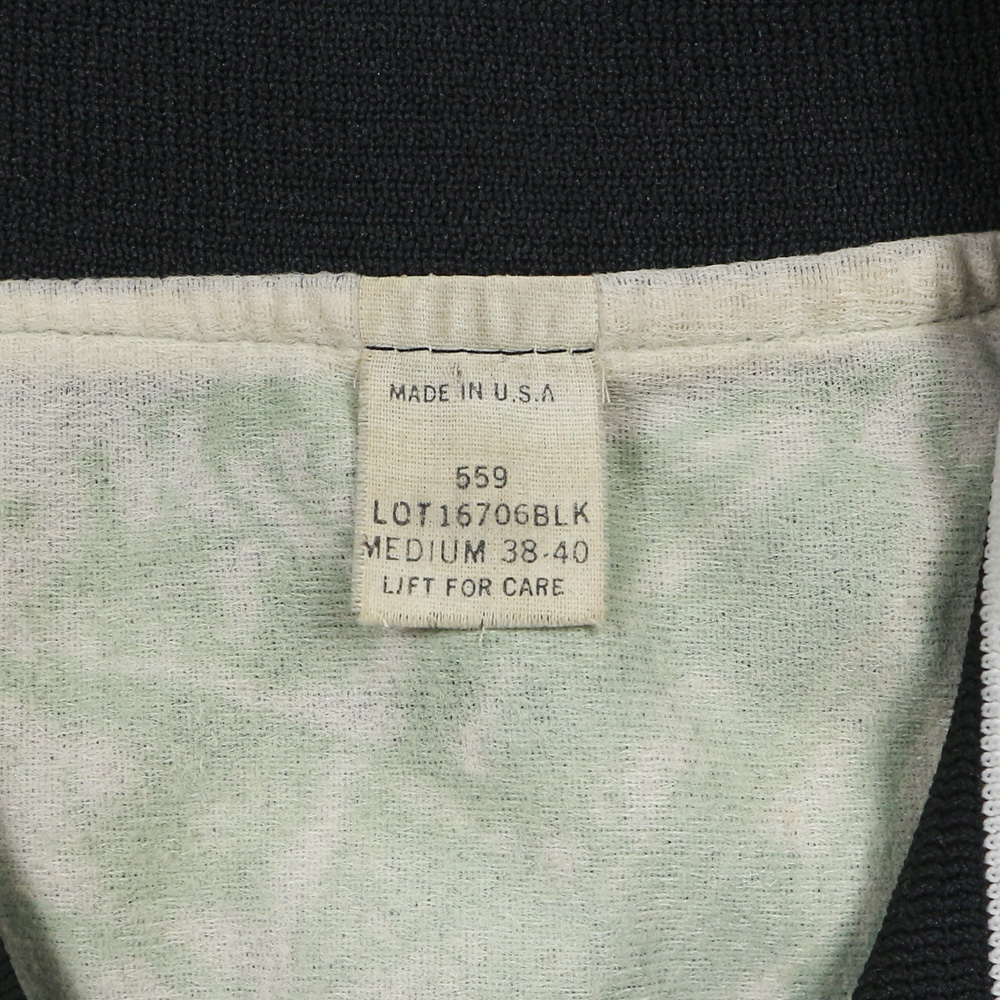 MADE IN U.S.A
559
LOT 16706BLK
MEDIUM 38-40
LIFT FOR CARE